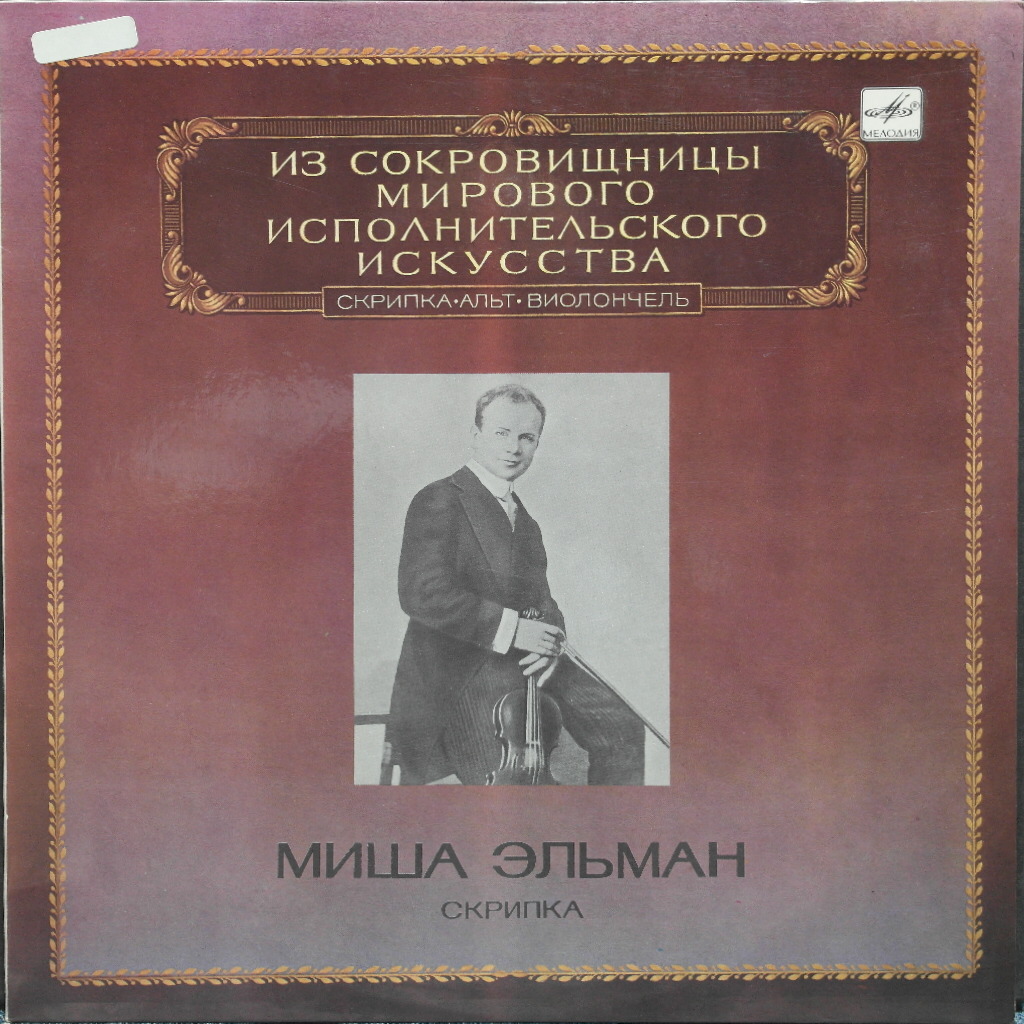 МЕЛОДИЯ ®
ИЗ СОКРОВИЩНИЦЫ
МИРОВОГО
ИСПОЛНИТЕЛЬСКОГО
ИСКУССТВА
СКРИПКА•АЛЬТ•ВИОЛОНЧЕЛЬ
МИША ЭЛЬМАН
СКРИПКА